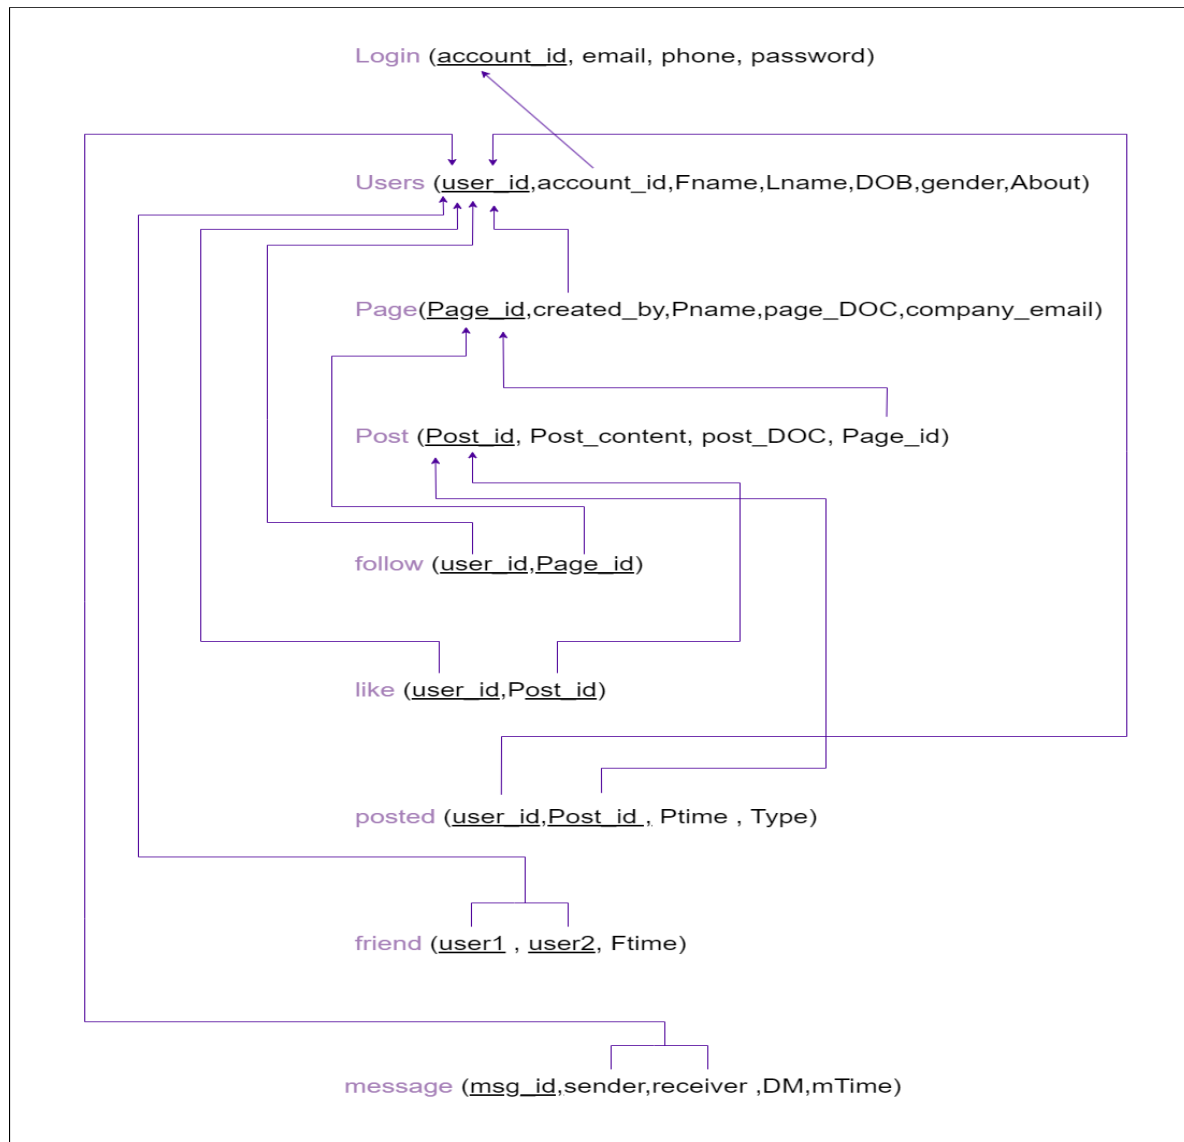 Login (account_id, email, phone, password)
Users (user_id,account_id,Fname,Lname,DOB,gender,About)
Page(Page_id,created_by,Pname,page_DOC,company_email)
Post (Post_id, Post_content, post_DOC, Page_id)
follow (user_id,Page_id)
like (user_id,Post_id)
posted (user_id,Post_id , Ptime , Type)
friend (user1 , user2, Ftime)
message (msg_id,sender,receiver ,DM,mTime)